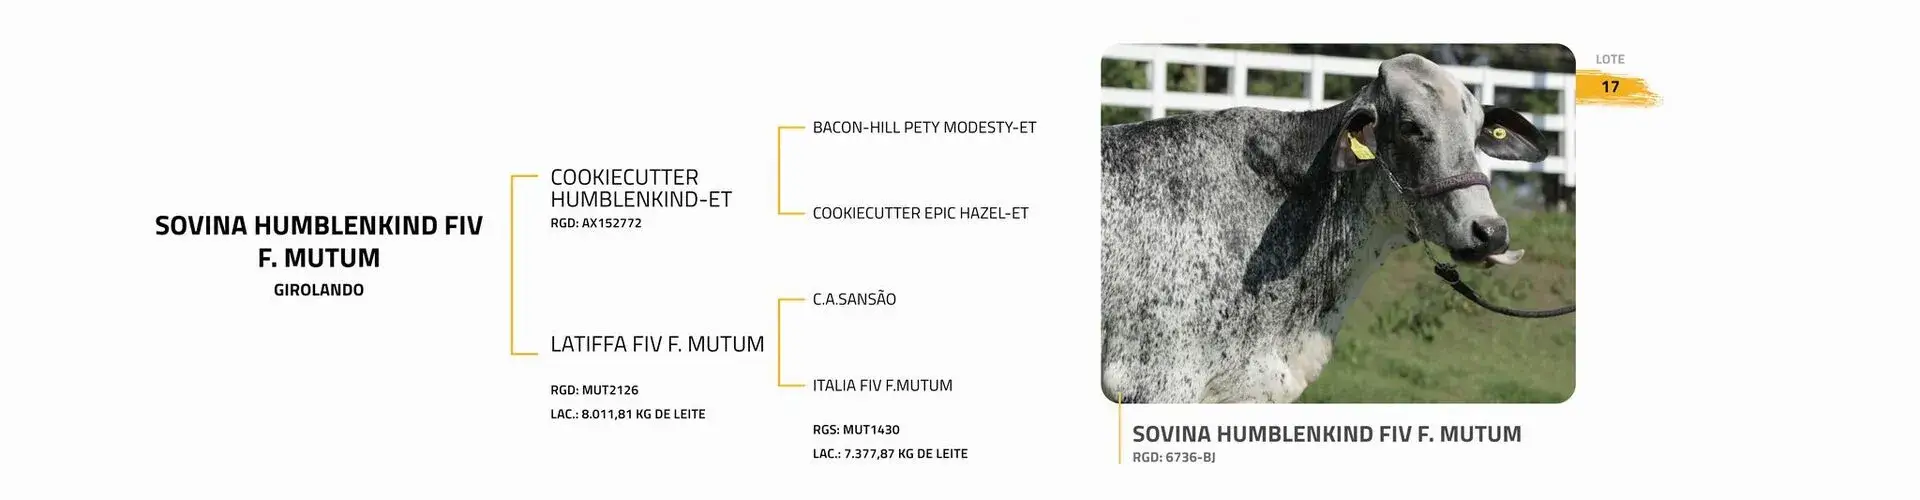 SOVINA HUMBLENKIND FIV
F. MUTUM
GIROLANDO
COOKIECUTTER
HUMBLENKIND-ET
RGD: AX152772
LATIFFA FIV F. MUTUM
RGD: MUT2126
LAC.: 8.011,81 KG DE LEITE
BACON-HILL PETY MODESTY-ET
COOKIECUTTER EPIC HAZEL-ET
C.A.SANSÃO
ITALIA FIV F.MUTUM
RGS: MUT1430
LAC.: 7.377,87 KG DE LEITE
LOTE
17
SOVINA HUMBLENKIND FIV F. MUTUM
RGD: 6736-BJ